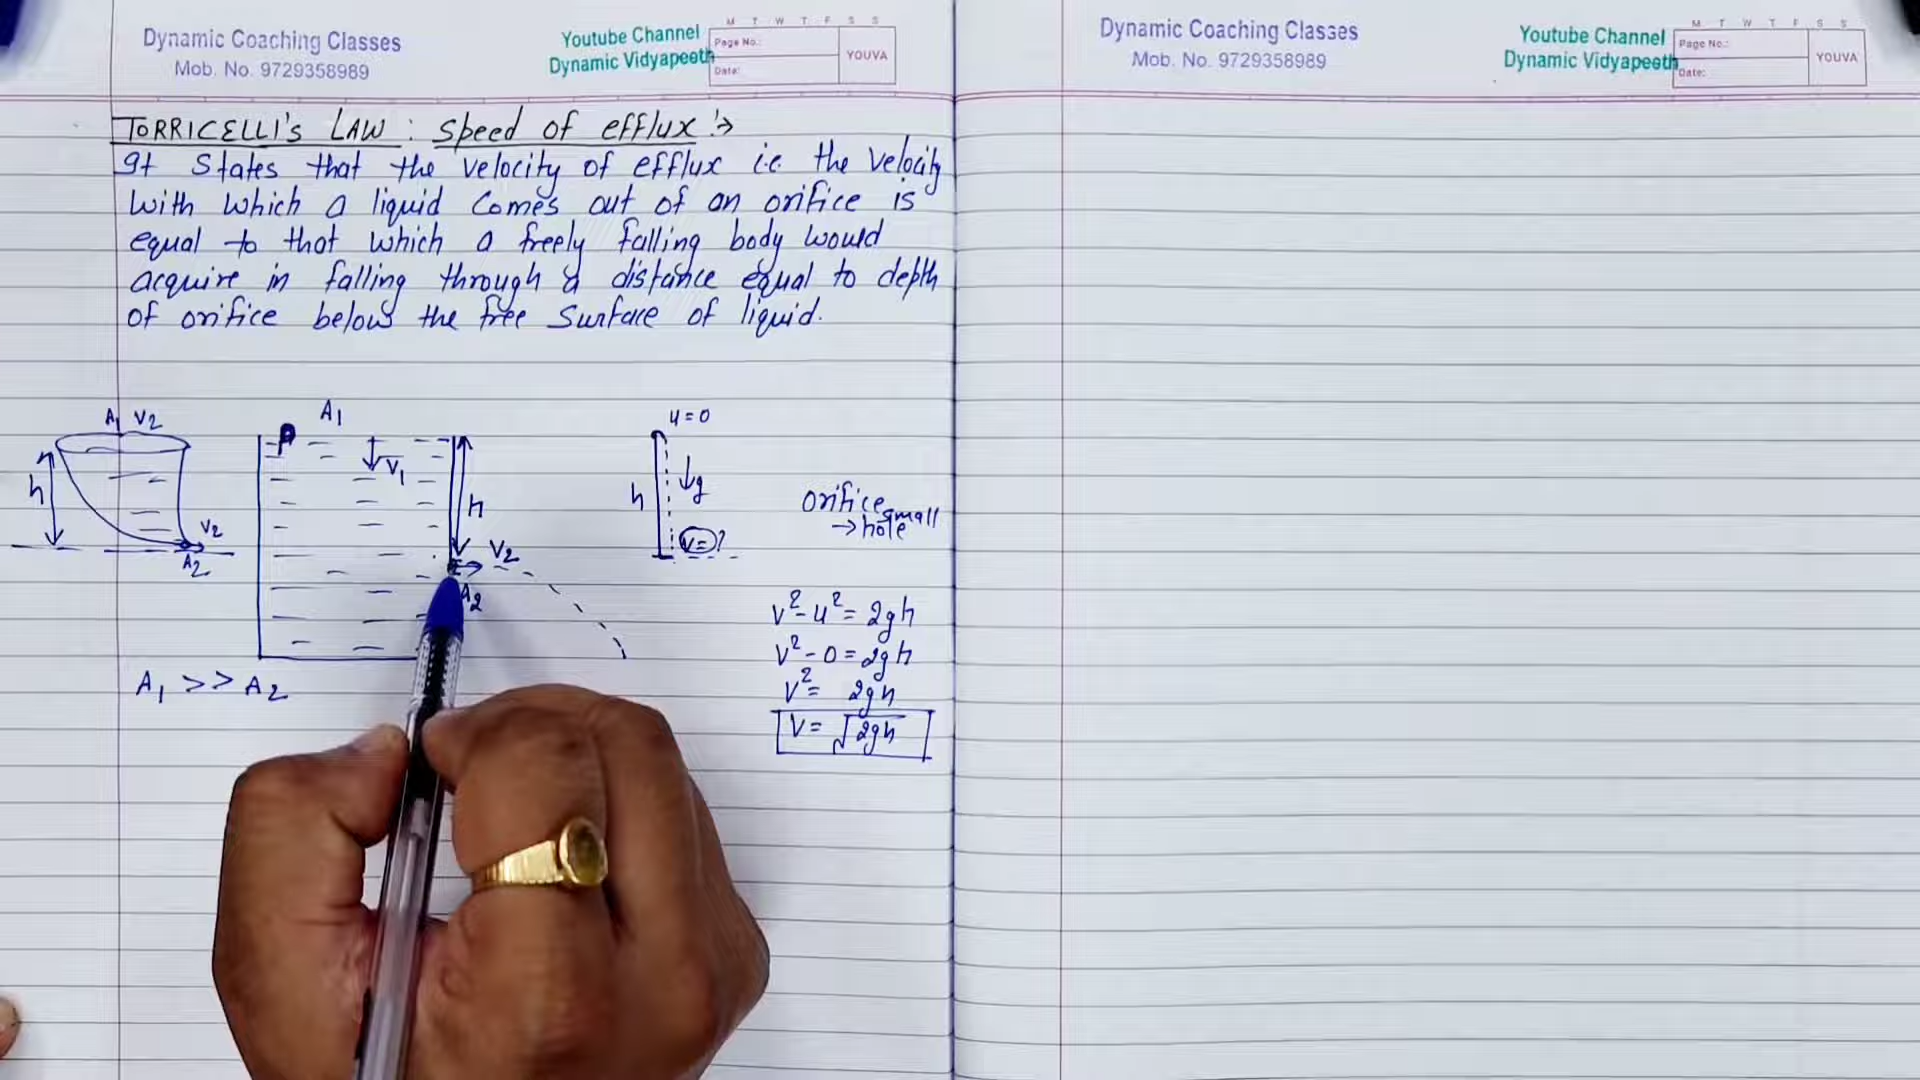 Dynamic Coaching Classes
Mob. No. 9729358989
Youtube Channel
Dynamic Vidyapeeth
M T W T F S S
Page No.:
Date:
YOUVA
TORRICELLI's LAW : Speed of efflux :→
It States that the velocity of efflux i.e. the velocity
with which a liquid comes out of an orifice is
equal to that which a freely falling body would
acquire in falling through a distance equal to depth
of orifice below the free surface of liquid.
A1 V2
h
V2
A2
A1
P
V1
h
V2
A2
A1 >> A2
u=0
h
↓g
v=?
Orifice
→ small hole
v²-u²= 2gh
v²-0=2gh
v²= 2gh
v= √2gh
Dynamic Coaching Classes
Mob. No. 9729358989
Youtube Channel
Dynamic Vidyapeeth
M T W T F S S
Page No.:
Date:
YOUVA